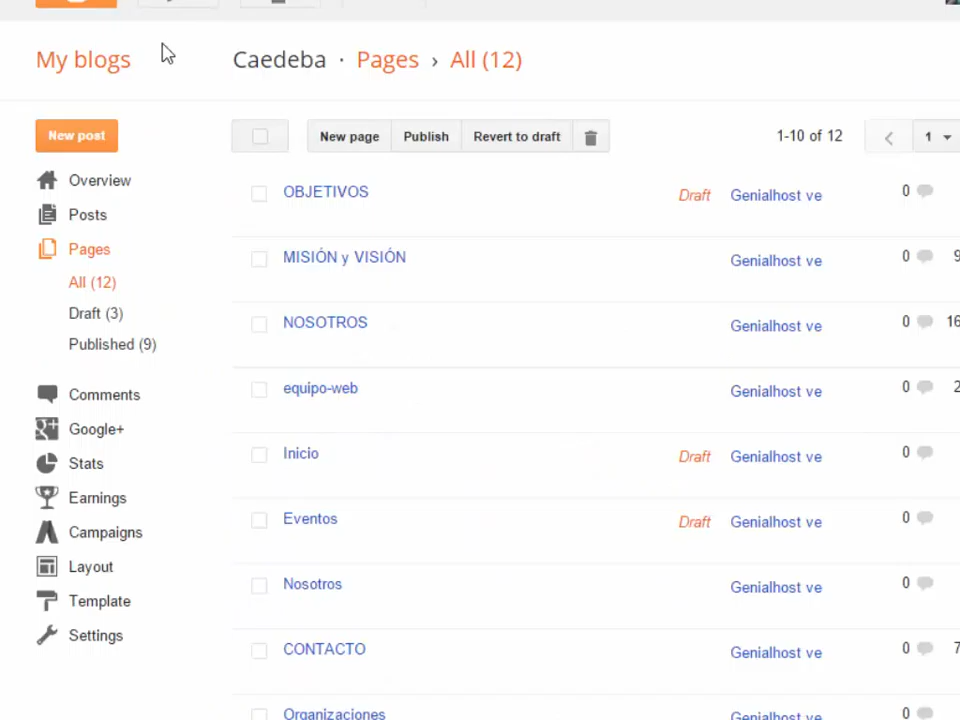 My blogs
Caedeba · Pages › All (12)
New post
New page Publish Revert to draft
1-10 of 12
1
Overview
Posts
Pages
All (12)
Draft (3)
Published (9)
Comments
Google+
Stats
Earnings
Campaigns
Layout
Template
Settings
OBJETIVOS Draft Genialhost ve 0
MISIÓN y VISIÓN Genialhost ve 0 9
NOSOTROS Genialhost ve 0 16
equipo-web Genialhost ve 0 2
Inicio Draft Genialhost ve 0
Eventos Draft Genialhost ve 0
Nosotros Genialhost ve 0
CONTACTO Genialhost ve 0 7
Organizaciones Genialhost ve 0